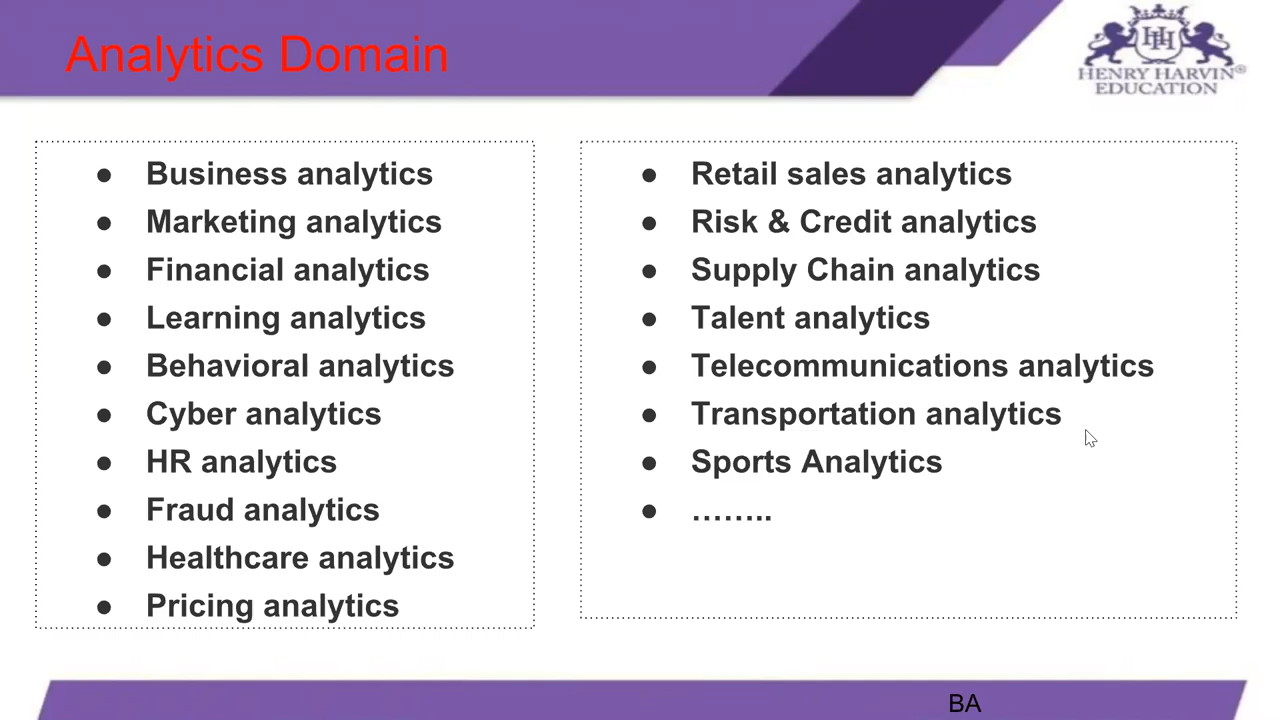 Analytics Domain
HENRY HARVIN®
EDUCATION
● Business analytics
● Marketing analytics
● Financial analytics
● Learning analytics
● Behavioral analytics
● Cyber analytics
● HR analytics
● Fraud analytics
● Healthcare analytics
● Pricing analytics
● Retail sales analytics
● Risk & Credit analytics
● Supply Chain analytics
● Talent analytics
● Telecommunications analytics
● Transportation analytics
● Sports Analytics
● ……..
BA